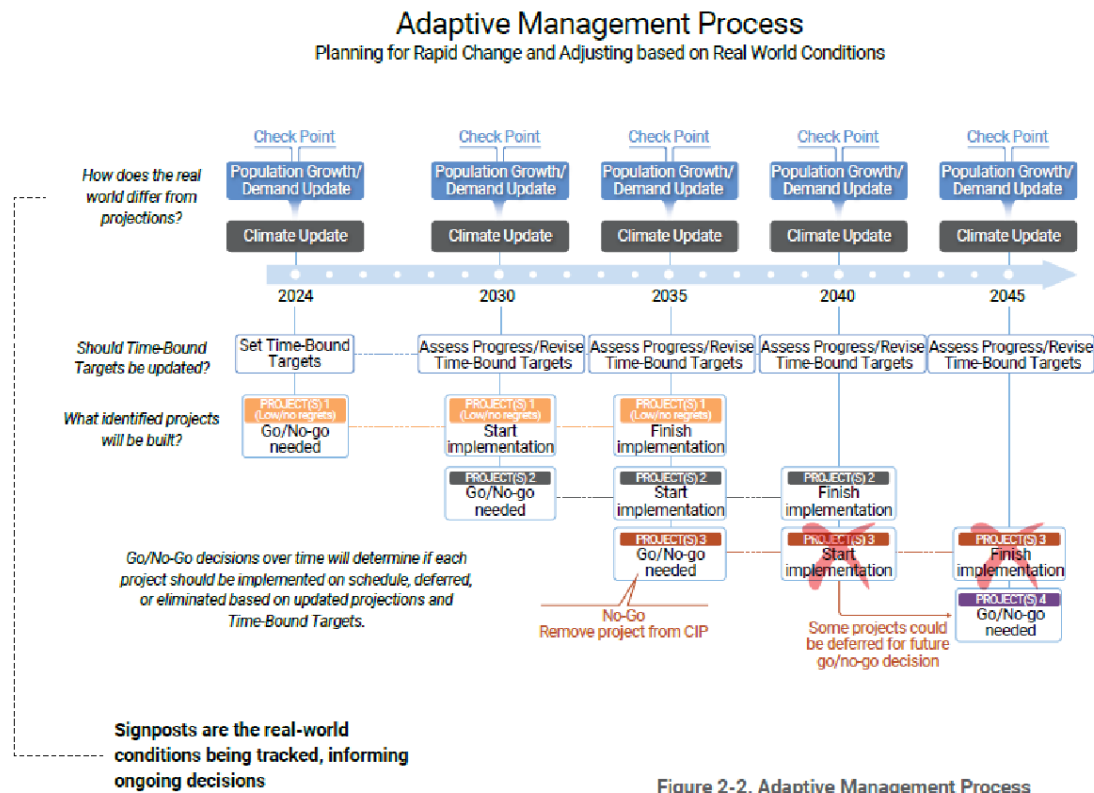 Adaptive Management Process
Planning for Rapid Change and Adjusting based on Real World Conditions
Check Point
Check Point
Check Point
Check Point
Check Point
How does the real
world differ from
projections?
Population Growth/
Demand Update
Population Growth/
Demand Update
Population Growth/
Demand Update
Population Growth/
Demand Update
Population Growth/
Demand Update
Climate Update
Climate Update
Climate Update
Climate Update
Climate Update
2024
2030
2035
2040
2045
Should Time-Bound
Targets be updated?
Set Time-Bound
Targets
Assess Progress/Revise
Time-Bound Targets
Assess Progress/Revise
Time-Bound Targets
Assess Progress/Revise
Time-Bound Targets
Assess Progress/Revise
Time-Bound Targets
What identified projects
will be built?
PROJECT(S) 1
(Low/no regrets)
Go/No-go
needed
PROJECT(S) 1
(Low/no regrets)
Start
implementation
PROJECT(S) 1
(Low/no regrets)
Finish
implementation
PROJECT(S) 2
Go/No-go
needed
PROJECT(S) 2
Start
implementation
PROJECT(S) 2
Finish
implementation
Go/No-Go decisions over time will determine if each
project should be implemented on schedule, deferred,
or eliminated based on updated projections and
Time-Bound Targets.
PROJECT(S) 3
Go/No-go
needed
PROJECT(S) 3
Start
implementation
PROJECT(S) 3
Finish
implementation
No-Go
Remove project from CIP
Some projects could
be deferred for future
go/no-go decision
PROJECT(S) 4
Go/No-go
needed
Signposts are the real-world
conditions being tracked, informing
ongoing decisions
Figure 2-2. Adaptive Management Process